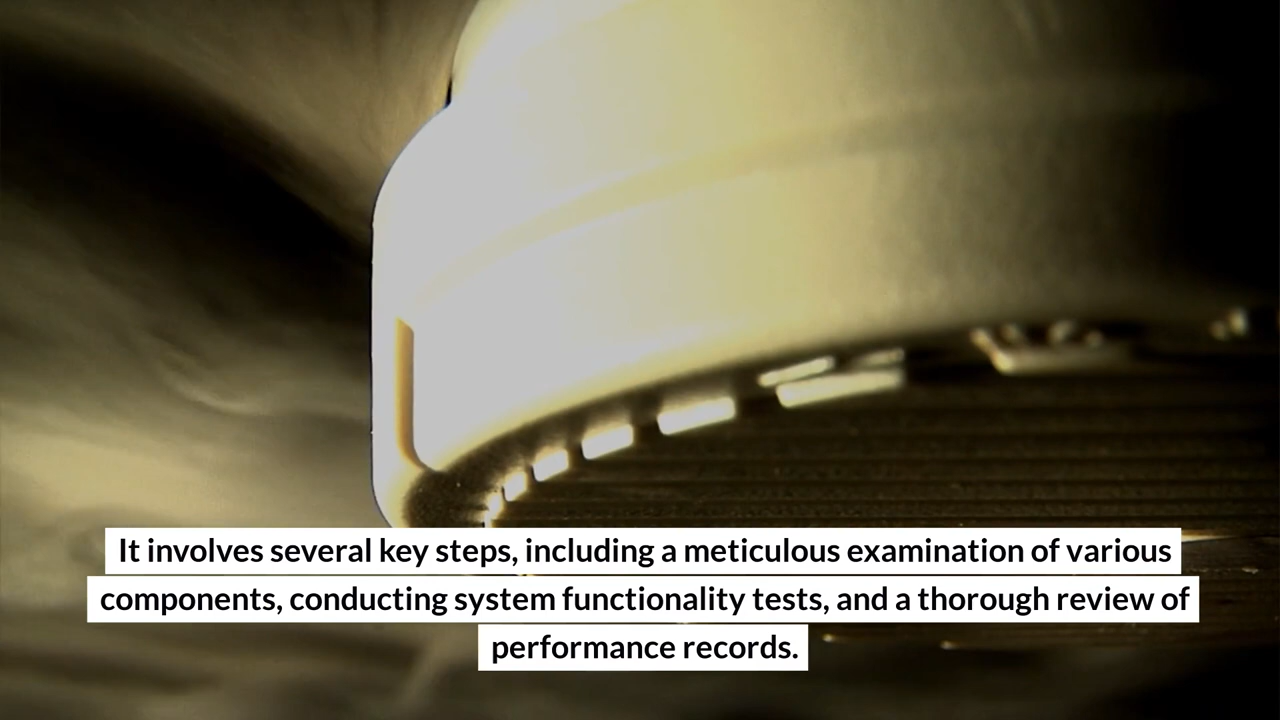 It involves several key steps, including a meticulous examination of various
components, conducting system functionality tests, and a thorough review of
performance records.